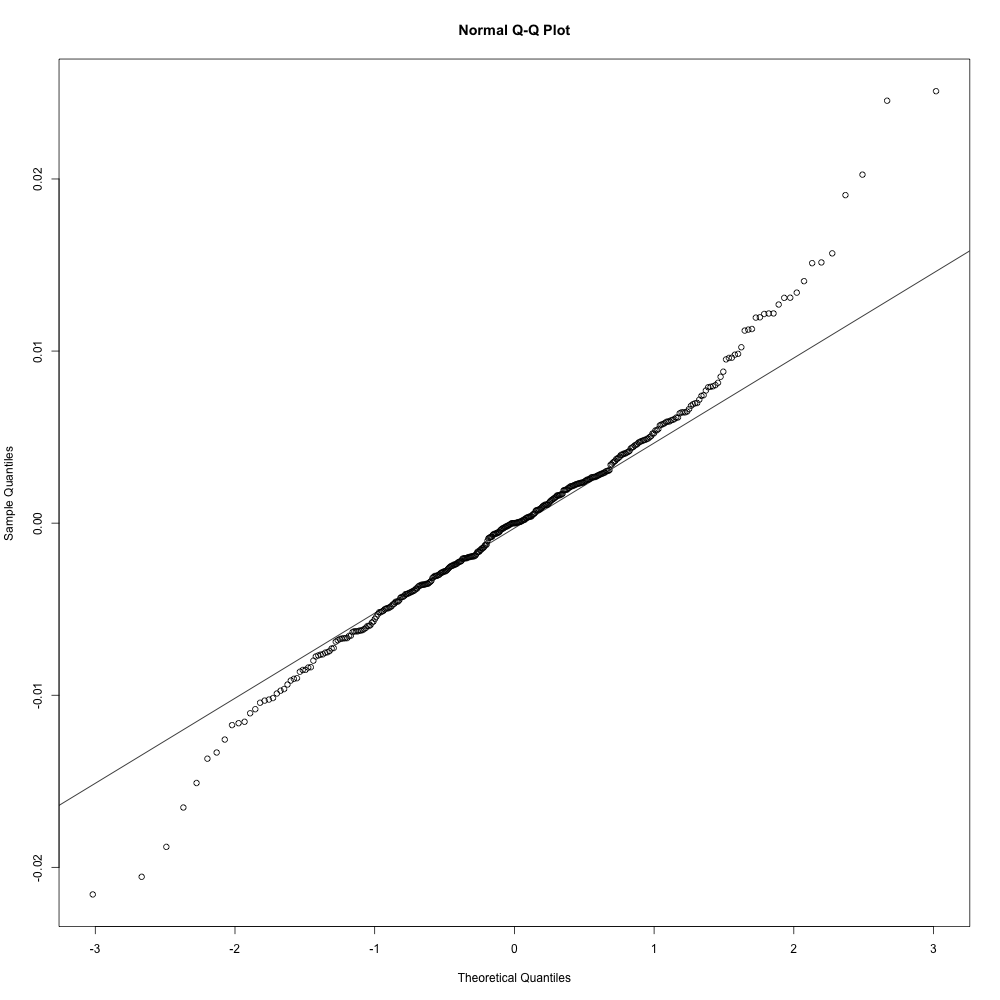 Normal Q-Q Plot
Sample Quantiles
0.02
0.01
0.00
-0.01
-0.02
-3 -2 -1 0 1 2 3
Theoretical Quantiles